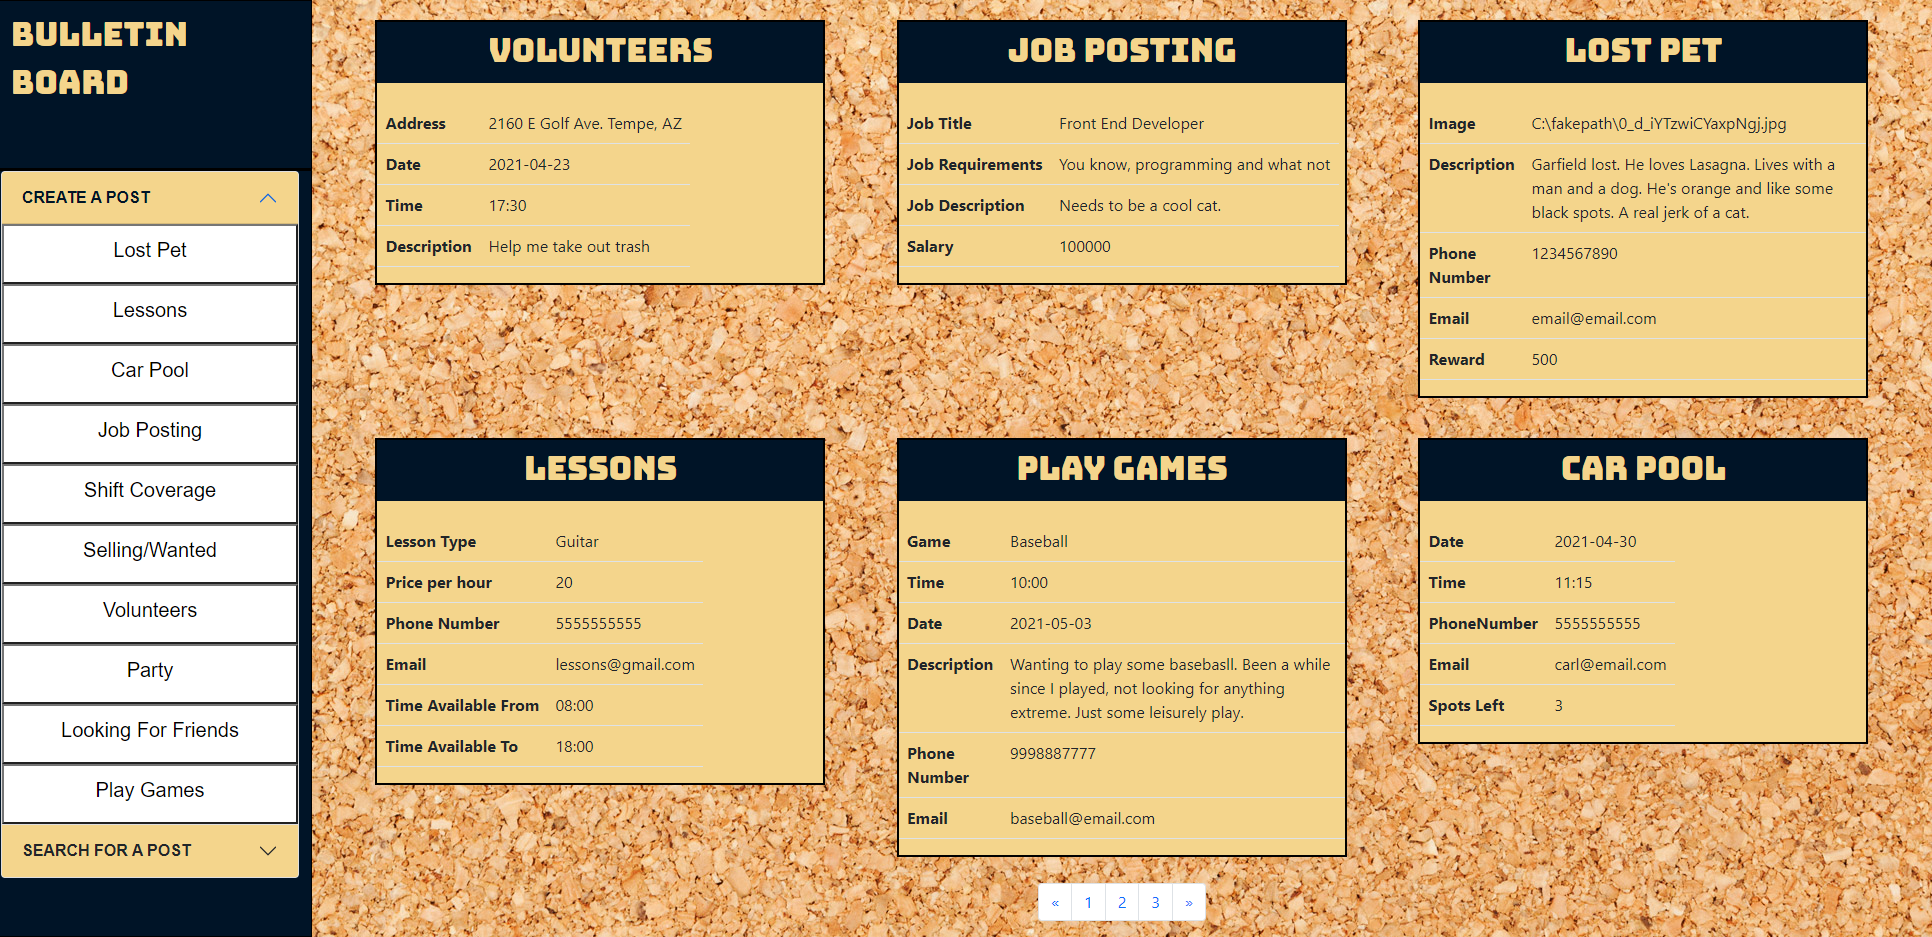 BULLETIN
BOARD
CREATE A POST
Lost Pet
Lessons
Car Pool
Job Posting
Shift Coverage
Selling/Wanted
Volunteers
Party
Looking For Friends
Play Games
SEARCH FOR A POST
VOLUNTEERS
Address 2160 E Golf Ave. Tempe, AZ
Date 2021-04-23
Time 17:30
Description Help me take out trash
JOB POSTING
Job Title Front End Developer
Job Requirements You know, programming and what not
Job Description Needs to be a cool cat.
Salary 100000
LOST PET
Image C:\fakepath\0_d_iYTzwiCYaxpNgj.jpg
Description Garfield lost. He loves Lasagna. Lives with a
man and a dog. He's orange and like some
black spots. A real jerk of a cat.
Phone
Number 1234567890
Email email@email.com
Reward 500
LESSONS
Lesson Type Guitar
Price per hour 20
Phone Number 5555555555
Email lessons@gmail.com
Time Available From 08:00
Time Available To 18:00
PLAY GAMES
Game Baseball
Time 10:00
Date 2021-05-03
Description Wanting to play some basebasll. Been a while
since I played, not looking for anything
extreme. Just some leisurely play.
Phone
Number 9998887777
Email baseball@email.com
CAR POOL
Date 2021-04-30
Time 11:15
PhoneNumber 5555555555
Email carl@email.com
Spots Left 3
« 1 2 3 »